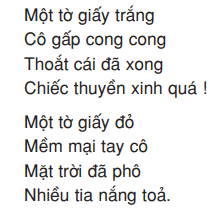 Một tờ giấy trắng
Cô gấp cong cong
Thoắt cái đã xong
Chiếc thuyền xinh quá !
Một tờ giấy đỏ
Mềm mại tay cô
Mặt trời đã phô
Nhiều tia nắng toả.